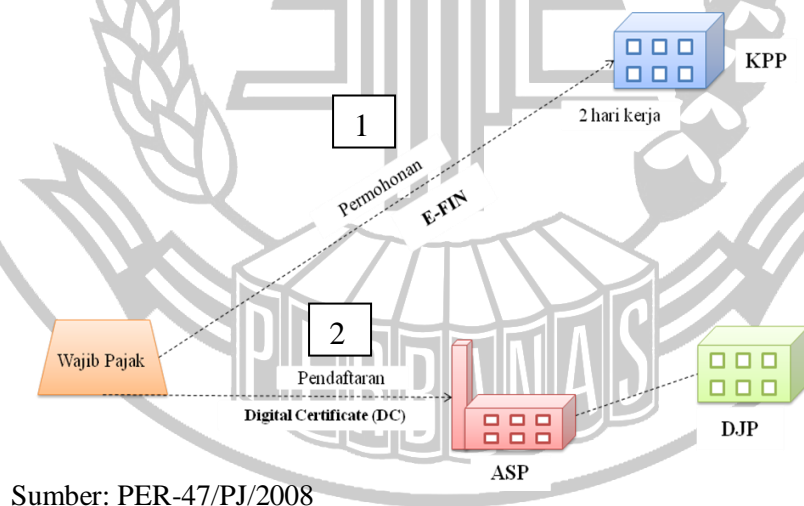 KPP
2 hari kerja
1
Permohonan
E-FIN
2
Wajib Pajak
Pendaftaran
Digital Certificate (DC)
PERBANAS
DJP
ASP
Sumber: PER-47/PJ/2008